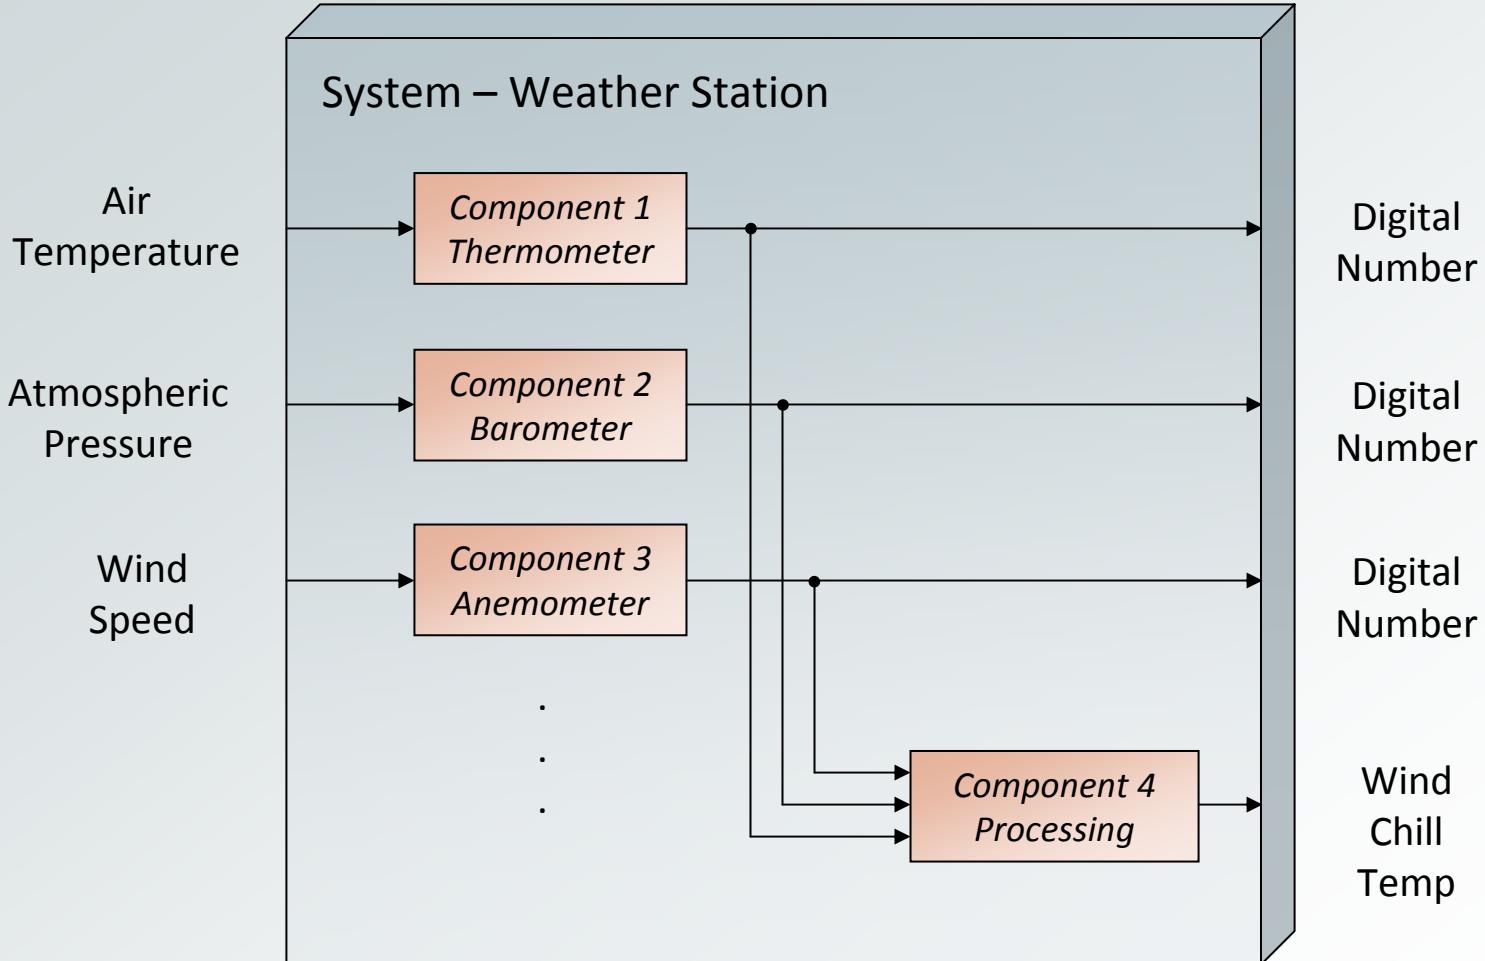 System – Weather Station
Air
Temperature
Component 1
Thermometer
Digital
Number
Atmospheric
Pressure
Component 2
Barometer
Digital
Number
Wind
Speed
Component 3
Anemometer
Digital
Number
.
.
.
Component 4
Processing
Wind
Chill
Temp